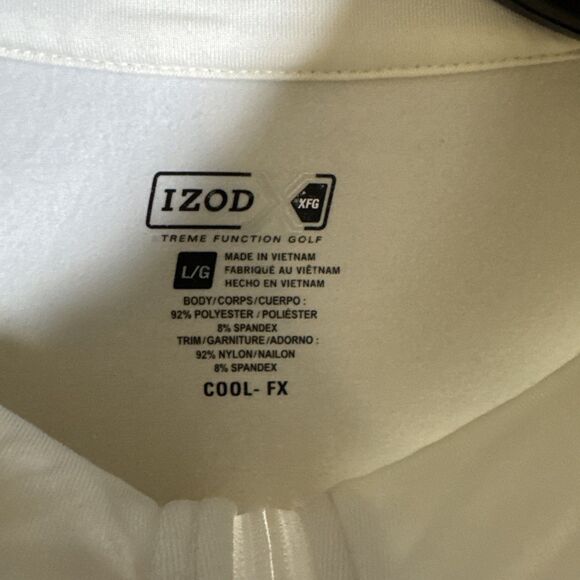 IZOD XFG
TREME FUNCTION GOLF
L/G
MADE IN VIETNAM
FABRIQUÉ AU VIÊTNAM
HECHO EN VIETNAM
BODY/CORPS/CUERPO :
92% POLYESTER / POLIÉSTER
8% SPANDEX
TRIM/GARNITURE/ADORNO :
92% NYLON/NAILON
8% SPANDEX
COOL- FX